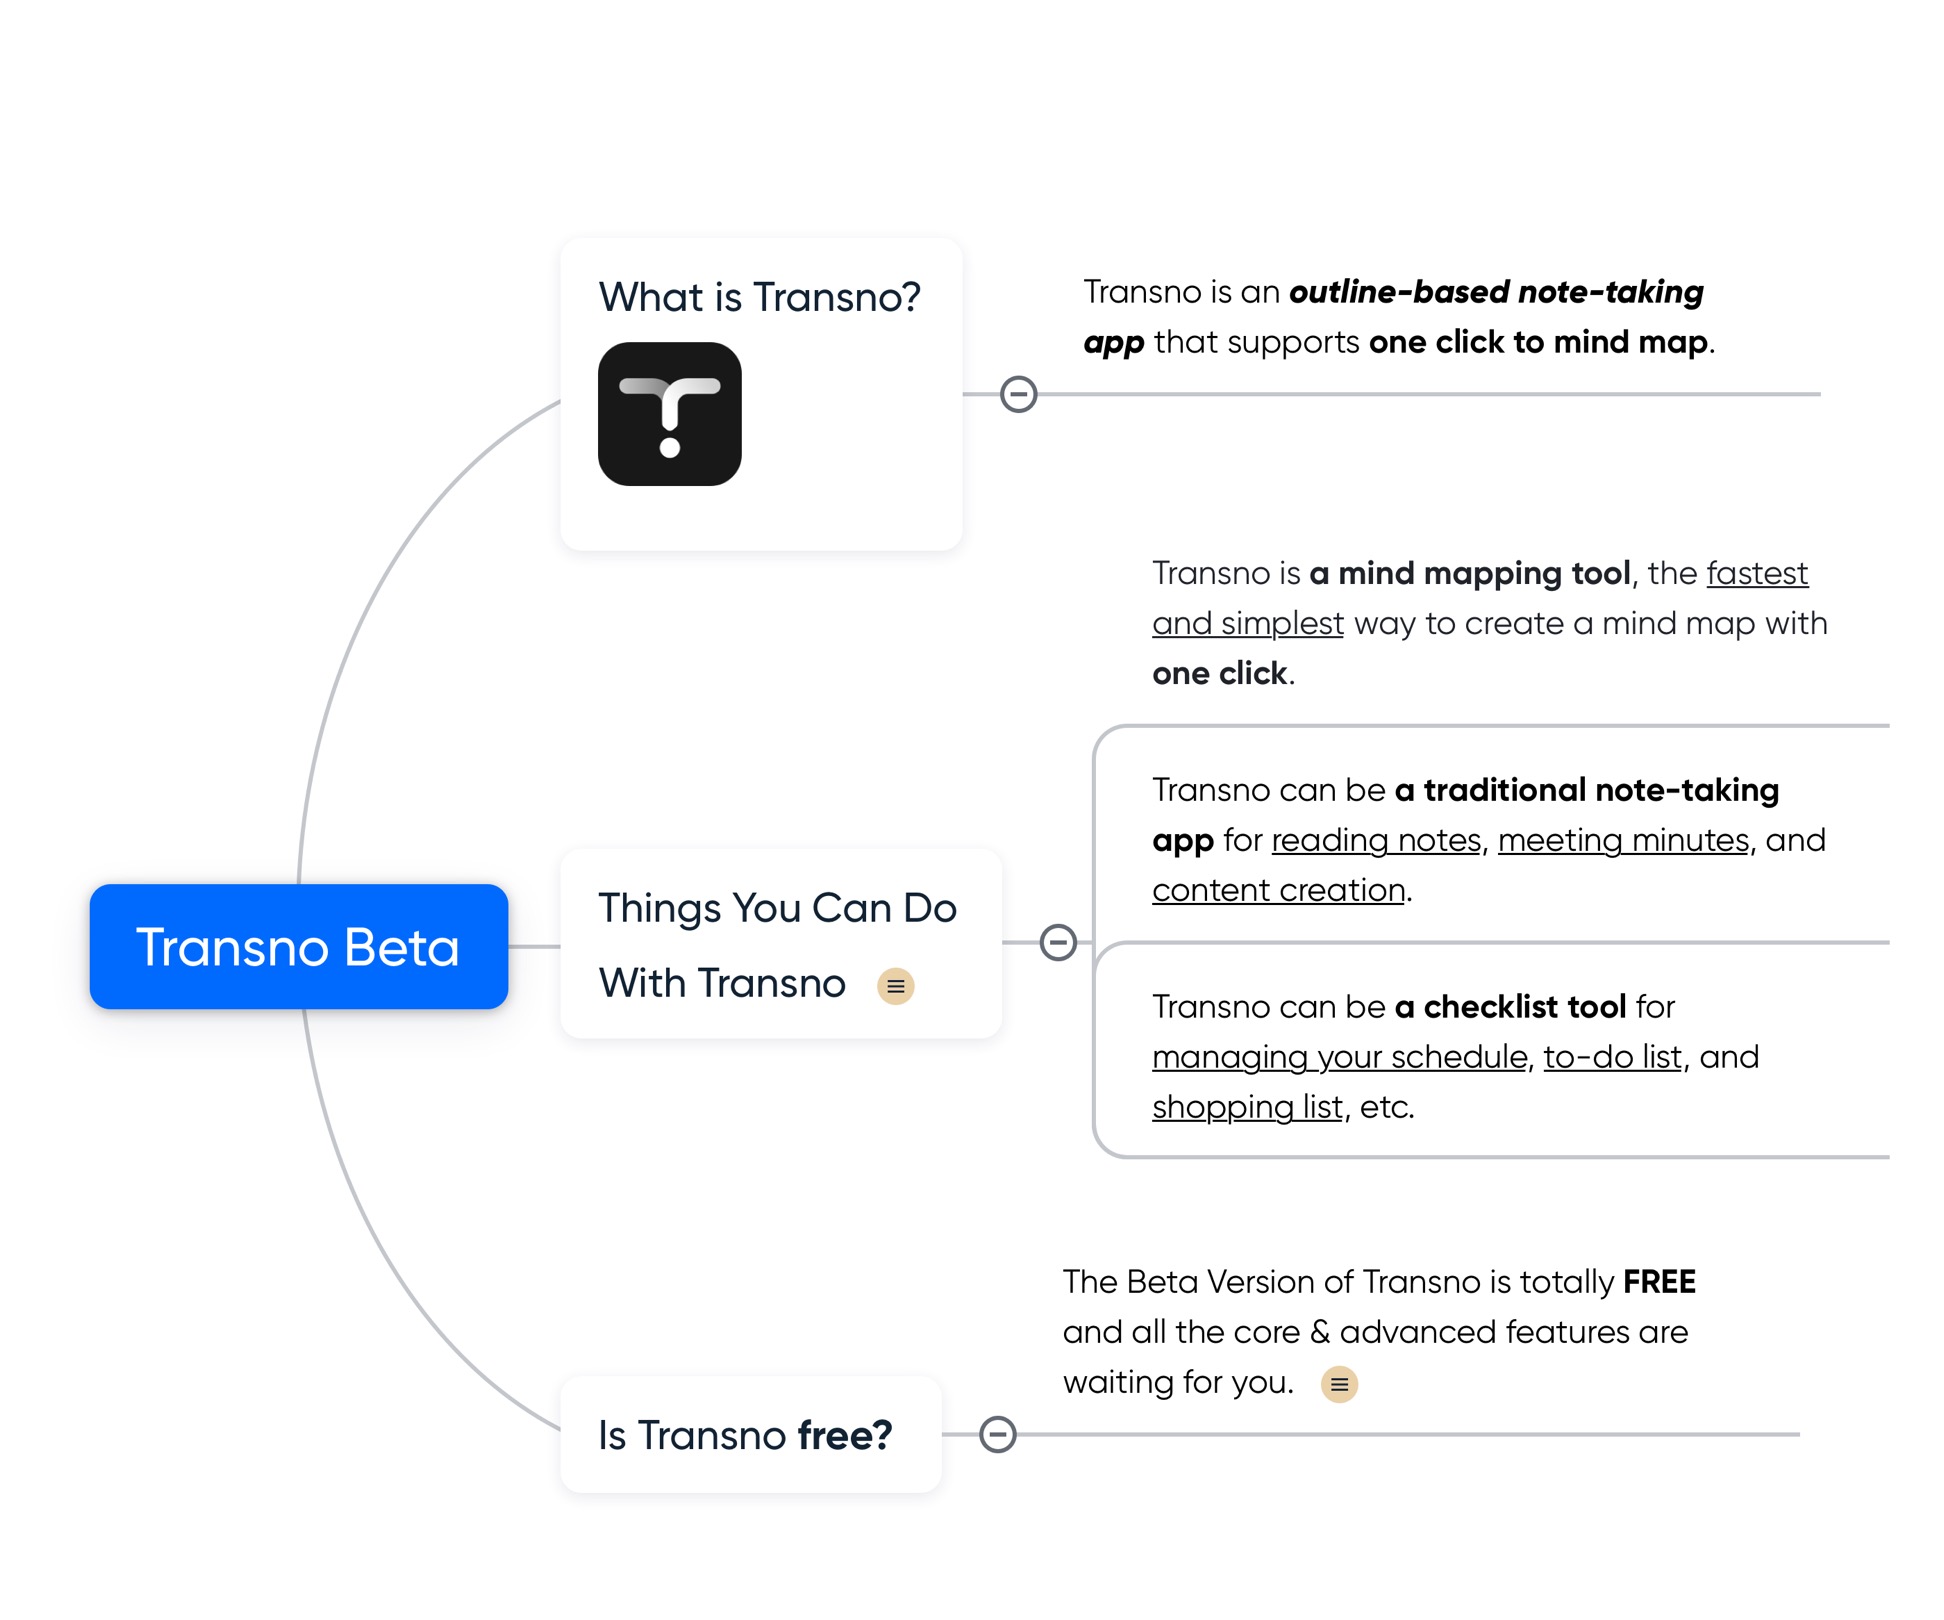 What is Transno?
Transno is an outline-based note-taking
app that supports one click to mind map.
Transno is a mind mapping tool, the fastest
and simplest way to create a mind map with
one click.
Transno Beta
Things You Can Do
With Transno
Transno can be a traditional note-taking
app for reading notes, meeting minutes, and
content creation.
Transno can be a checklist tool for
managing your schedule, to-do list, and
shopping list, etc.
Is Transno free?
The Beta Version of Transno is totally FREE
and all the core & advanced features are
waiting for you.